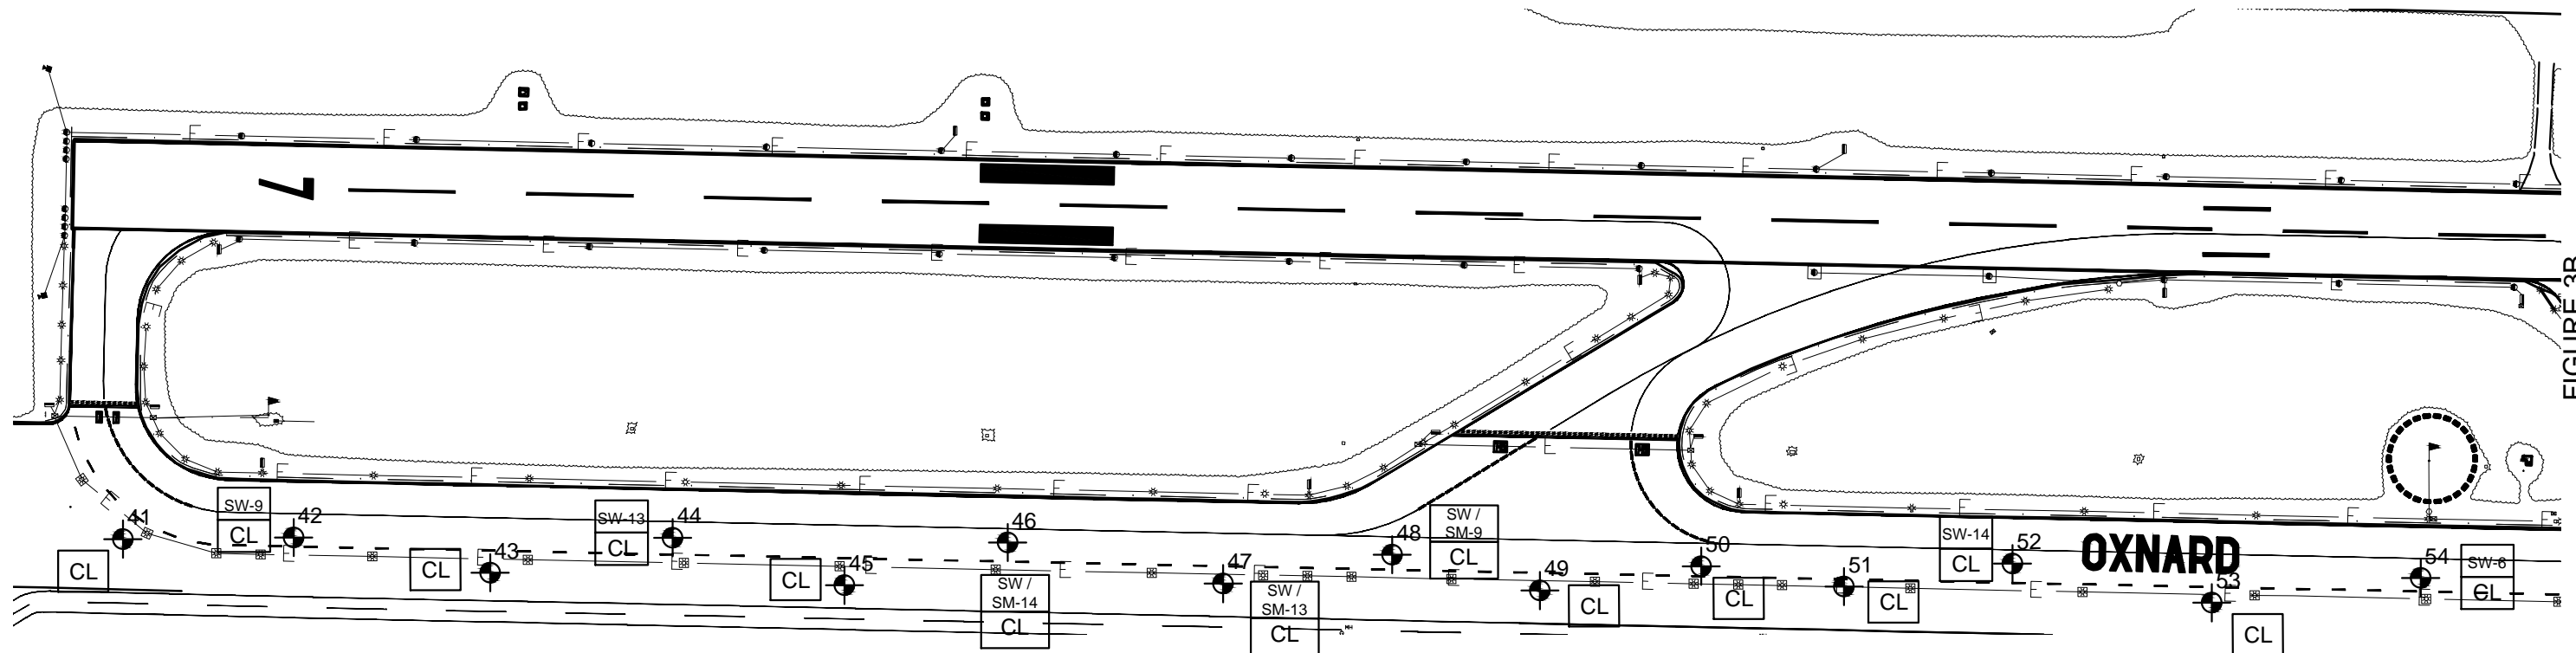 7
FIGURE 3B
41
CL
SW-9
CL
42
CL
43
SW-13
CL
44
CL
45
46
SW /
SM-14
CL
47
SW /
SM-13
CL
48
SW /
SM-9
CL
49
CL
50
CL
51
CL
SW-14
CL
52
OXNARD
53
CL
54
SW-6
CL